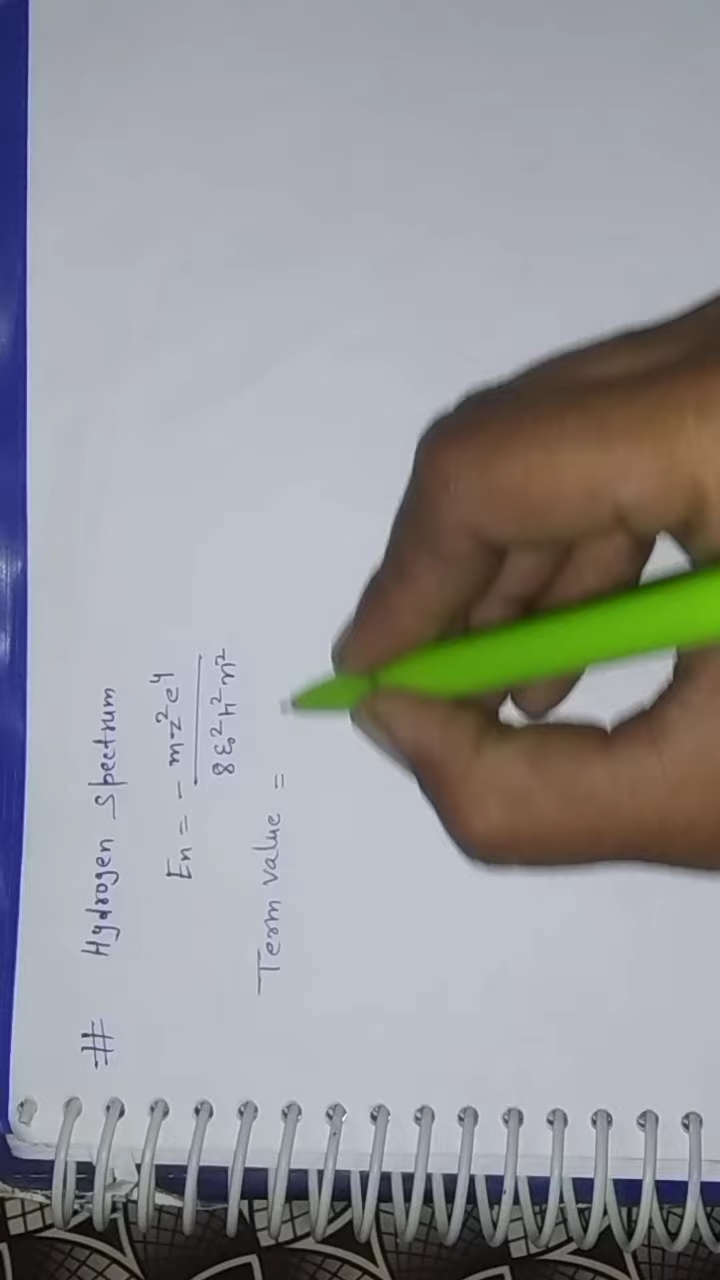 # Hydrogen Spectrum
En = - mz²e⁴ / 8ε₀²h²n²
Term value =